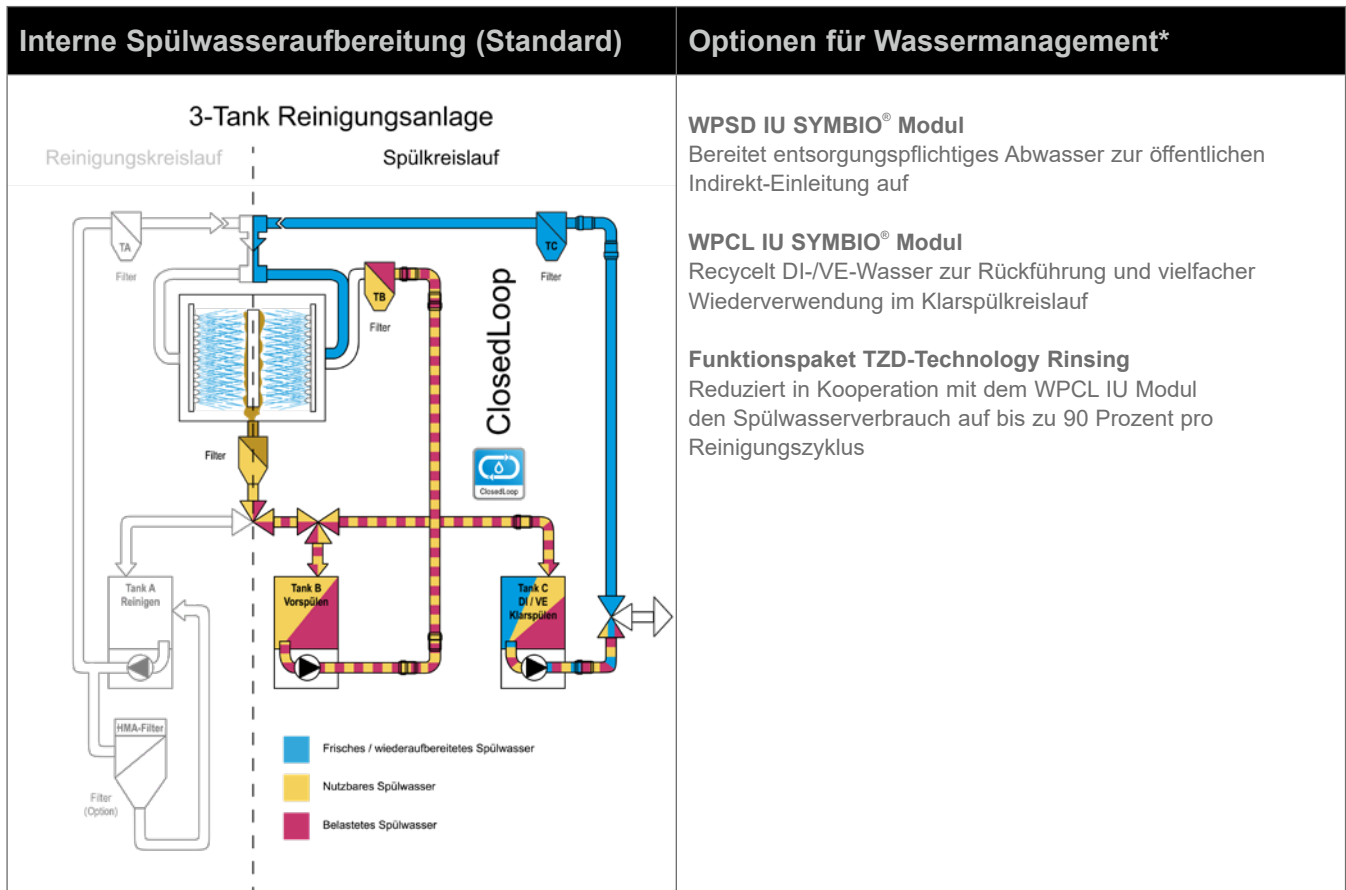 Interne Spülwasseraufbereitung (Standard)
3-Tank Reinigungsanlage
Reinigungskreislauf
Spülkreislauf
TA
Filter
TC
Filter
TB
Filter
ClosedLoop
Filter
ClosedLoop
Tank A
Reinigen
Tank B
Vorspülen
Tank C
DI / VE
Klarspülen
HMA-Filter
Filter
(Option)
Frisches / wiederaufbereitetes Spülwasser
Nutzbares Spülwasser
Belastetes Spülwasser
Optionen für Wassermanagement*
WPSD IU SYMBIO® Modul
Bereitet entsorgungspflichtiges Abwasser zur öffentlichen
Indirekt-Einleitung auf
WPCL IU SYMBIO® Modul
Recycelt DI-/VE-Wasser zur Rückführung und vielfacher
Wiederverwendung im Klarspülkreislauf
Funktionspaket TZD-Technology Rinsing
Reduziert in Kooperation mit dem WPCL IU Modul
den Spülwasserverbrauch auf bis zu 90 Prozent pro
Reinigungszyklus